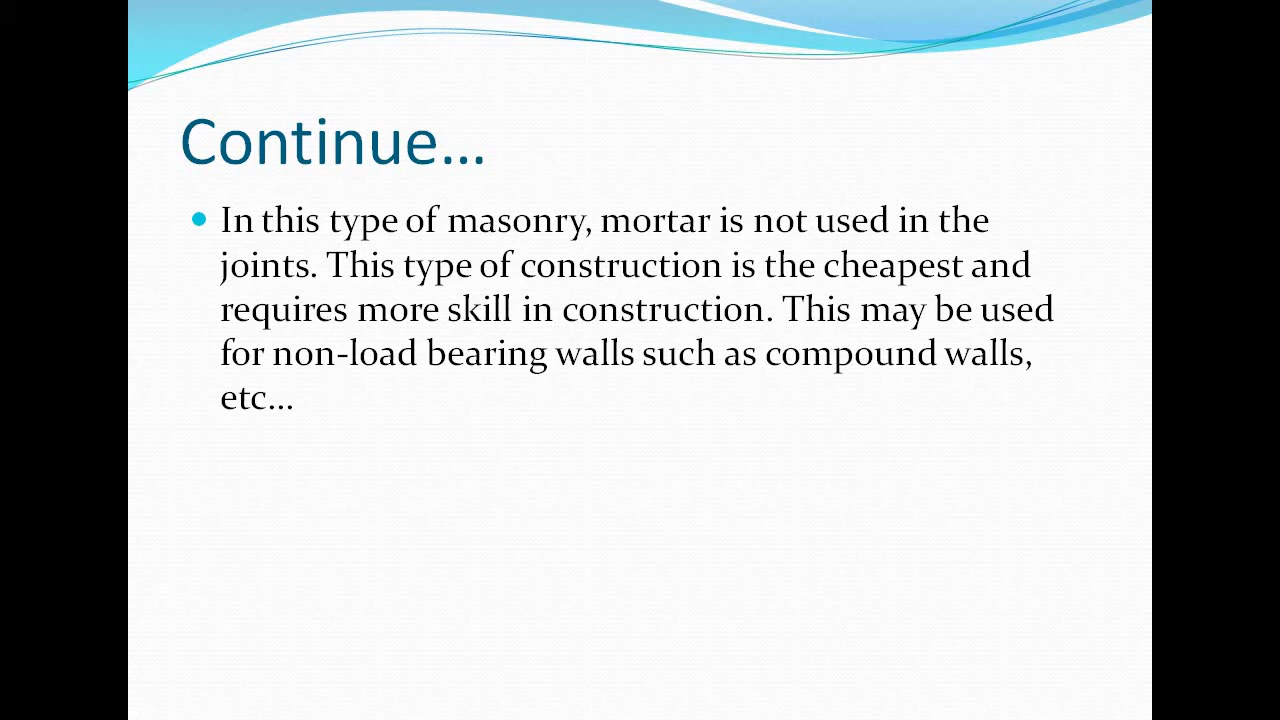 Continue…
In this type of masonry, mortar is not used in the
joints. This type of construction is the cheapest and
requires more skill in construction. This may be used
for non-load bearing walls such as compound walls,
etc…